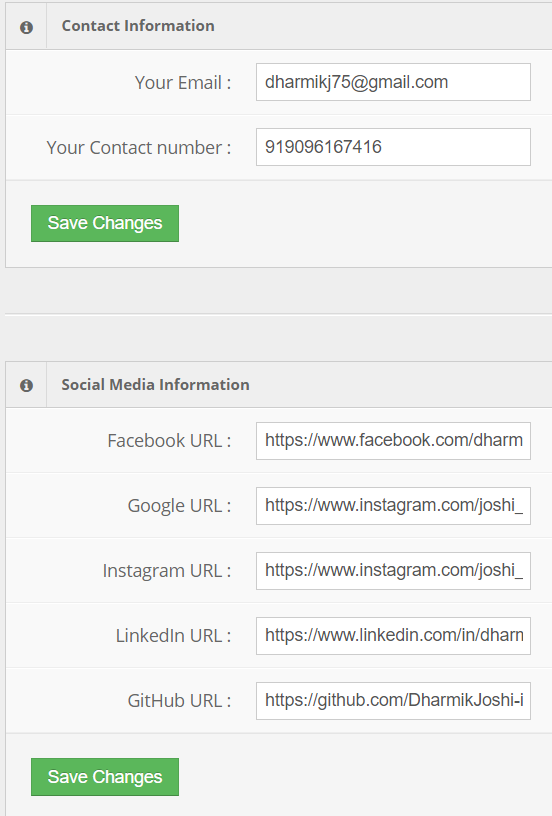 Contact Information
Your Email : dharmikj75@gmail.com
Your Contact number : 919096167416
Save Changes
Social Media Information
Facebook URL : https://www.facebook.com/dharm
Google URL : https://www.instagram.com/joshi_
Instagram URL : https://www.instagram.com/joshi_
LinkedIn URL : https://www.linkedin.com/in/dharm
GitHub URL : https://github.com/DharmikJoshi-i
Save Changes